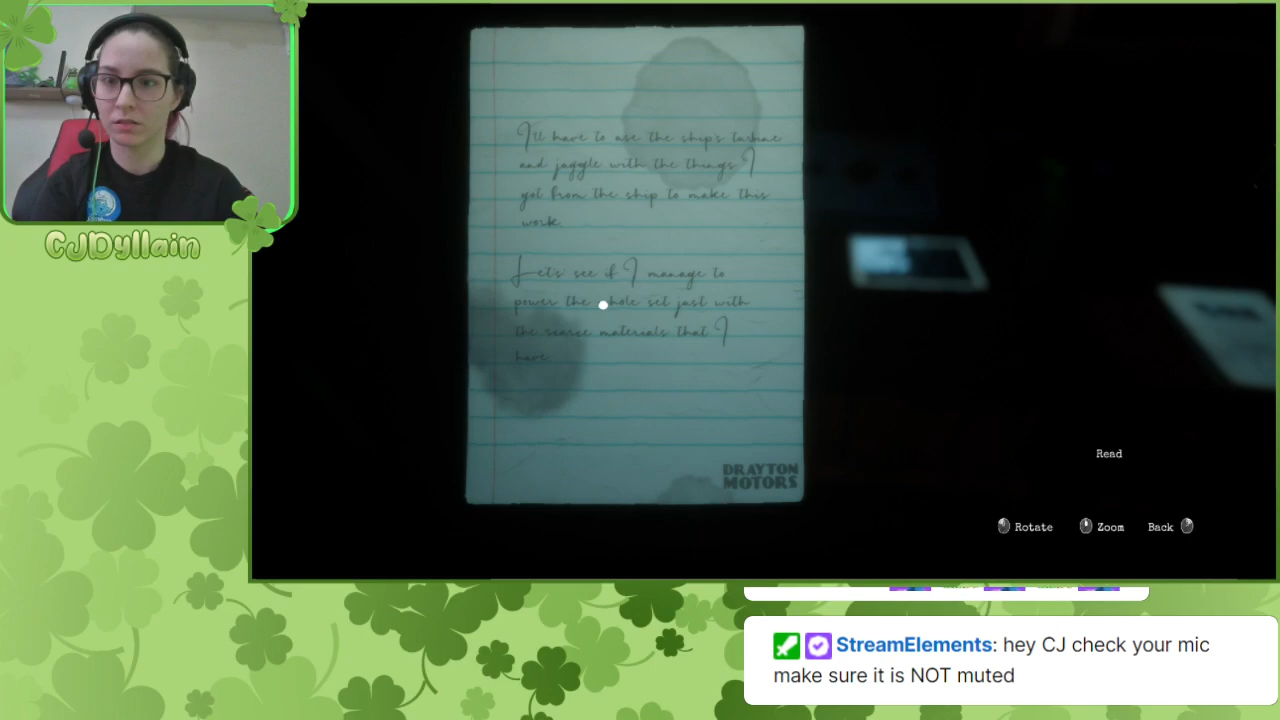 CJDyllain
I'll have to use the ship's turbine
and juggle with the things I
got from the ship to make this
work.
Let's see if I manage to
power the whole set just with
the scarce materials that I
have
DRAYTON
MOTORS
Read
Rotate
Zoom
Back
StreamElements: hey CJ check your mic
make sure it is NOT muted